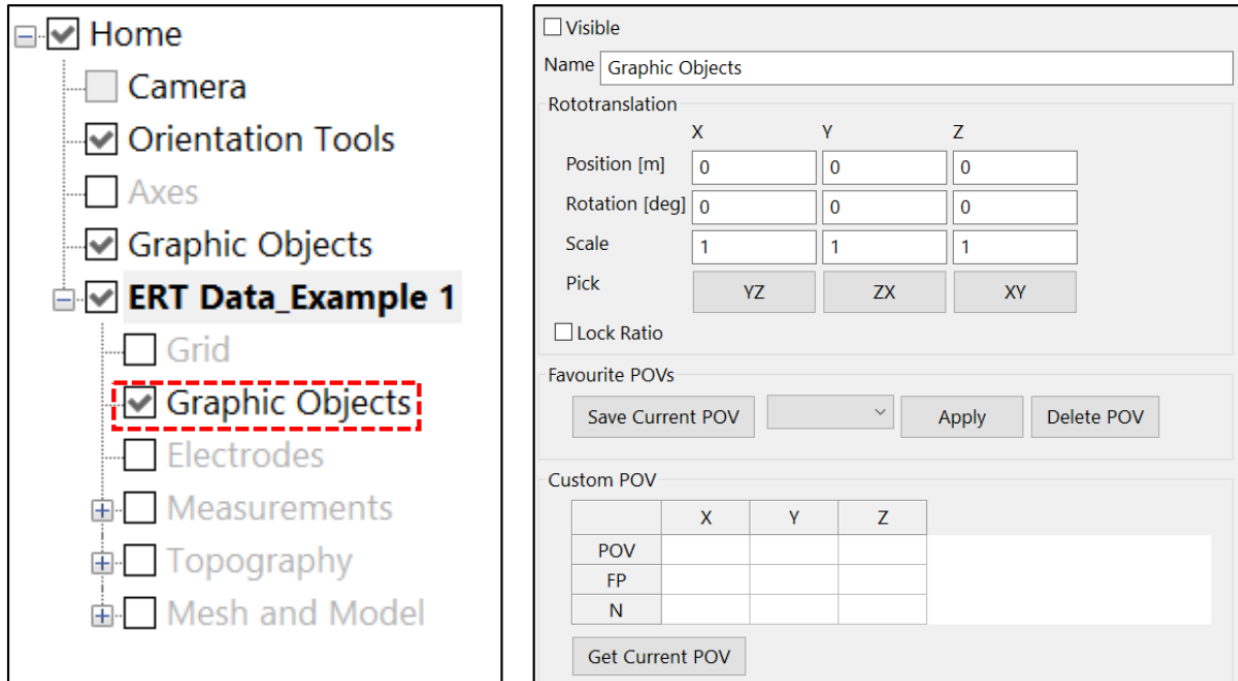 Home
Camera
Orientation Tools
Axes
Graphic Objects
ERT Data_Example 1
Grid
Graphic Objects
Electrodes
Measurements
Topography
Mesh and Model
Visible
Name Graphic Objects
Rototranslation
X Y Z
Position [m] 0 0 0
Rotation [deg] 0 0 0
Scale 1 1 1
Pick YZ ZX XY
Lock Ratio
Favourite POVs
Save Current POV Apply Delete POV
Custom POV
X Y Z
POV
FP
N
Get Current POV